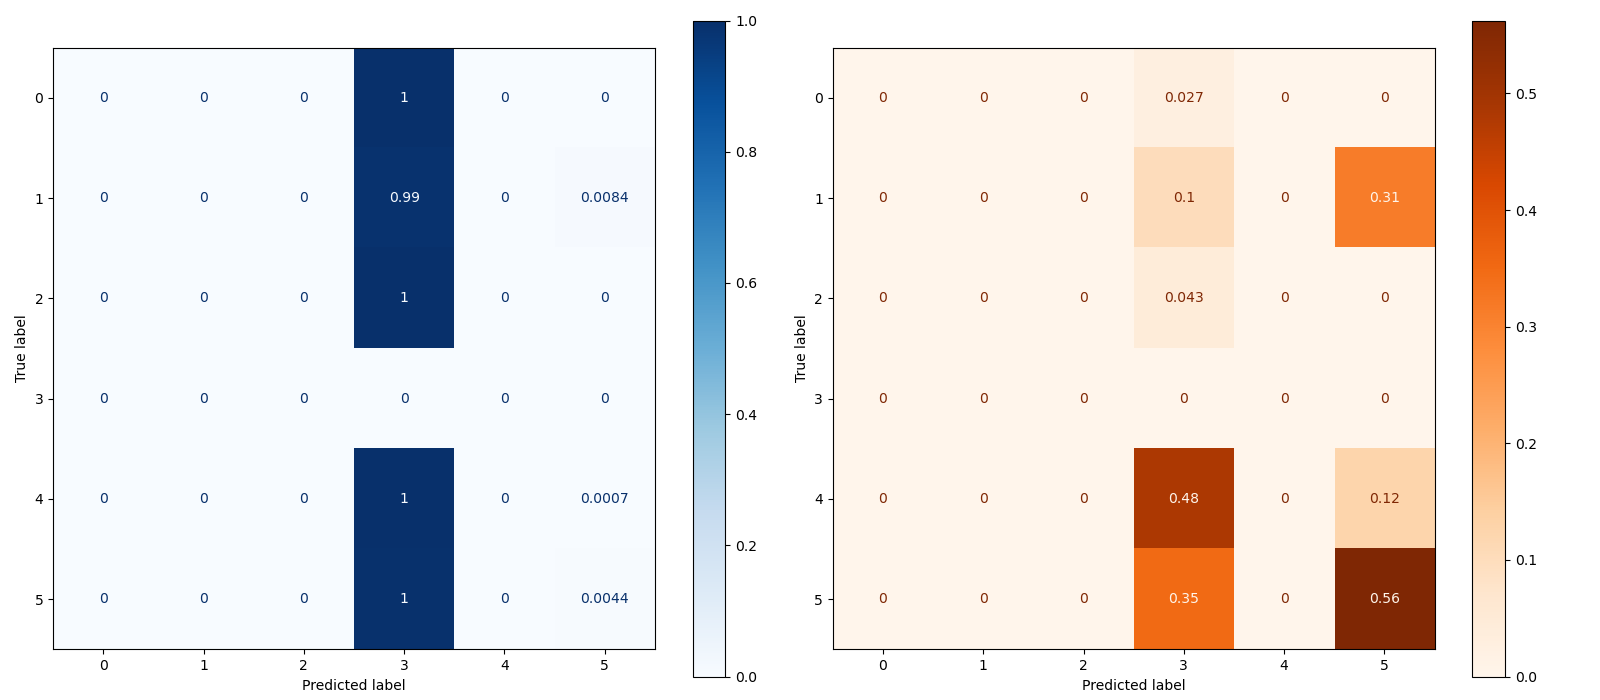 1.0
0 0 0 0 1 0 0
0.8
1 0 0 0 0.99 0 0.0084
0.6
2 0 0 0 1 0 0
True label
3 0 0 0 0 0 0
0.4
4 0 0 0 1 0 0.0007
0.2
5 0 0 0 1 0 0.0044
0.0
0 1 2 3 4 5
Predicted label
0 0 0 0 0.027 0 0
0.5
1 0 0 0 0.1 0 0.31
0.4
2 0 0 0 0.043 0 0
0.3
True label
3 0 0 0 0 0 0
0.2
4 0 0 0 0.48 0 0.12
0.1
5 0 0 0 0.35 0 0.56
0.0
0 1 2 3 4 5
Predicted label